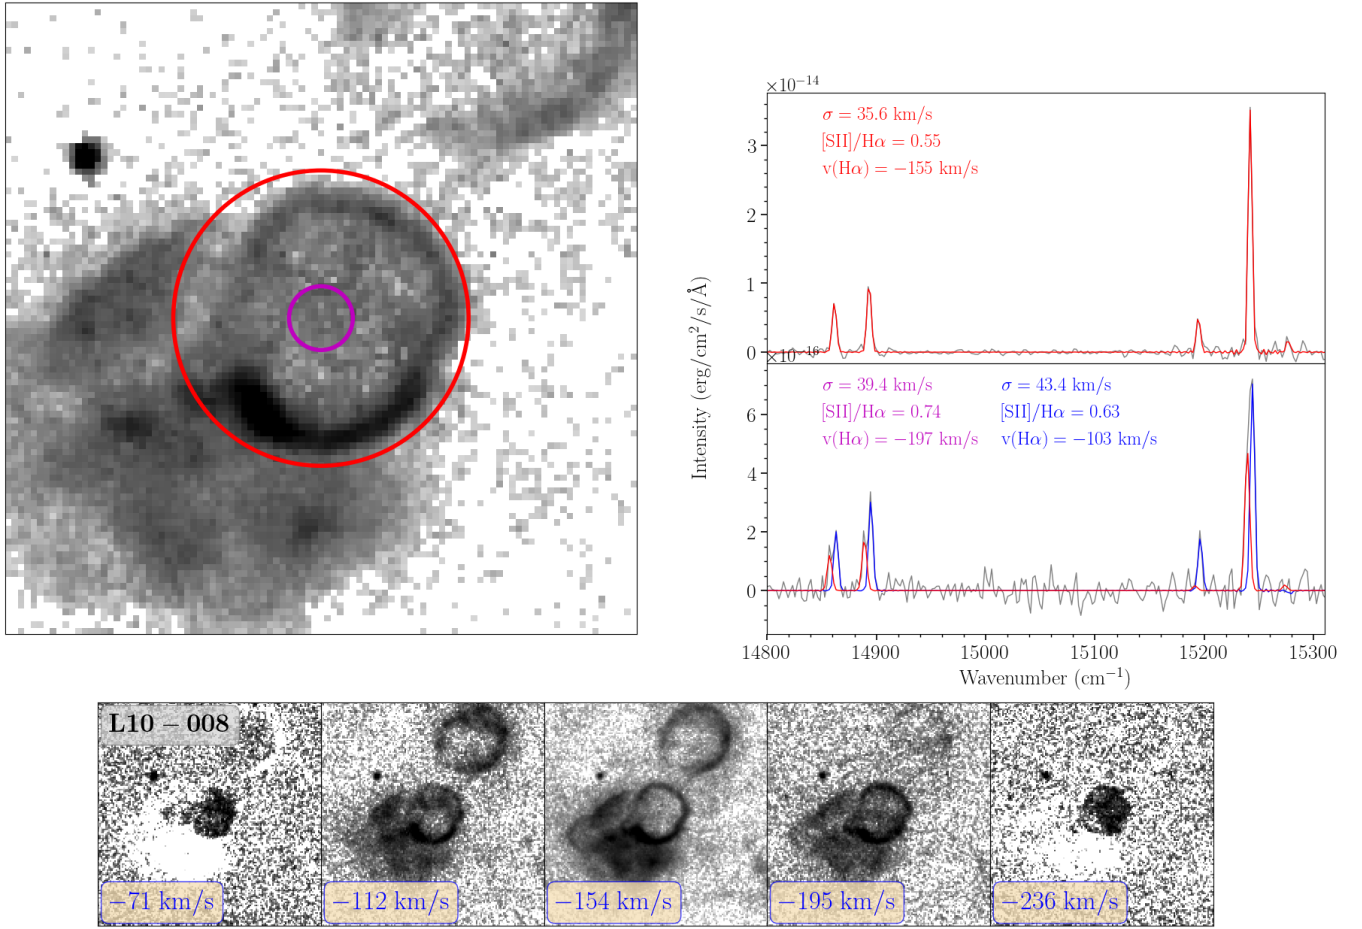 ×10−14
σ = 35.6 km/s
[SII]/Hα = 0.55
v(Hα) = −155 km/s
3
2
1
0
×10−16
σ = 39.4 km/s
[SII]/Hα = 0.74
v(Hα) = −197 km/s
σ = 43.4 km/s
[SII]/Hα = 0.63
v(Hα) = −103 km/s
6
4
2
0
Intensity (erg/cm2/s/Å)
14800 14900 15000 15100 15200 15300
Wavenumber (cm−1)
L10 − 008
−71 km/s
−112 km/s
−154 km/s
−195 km/s
−236 km/s